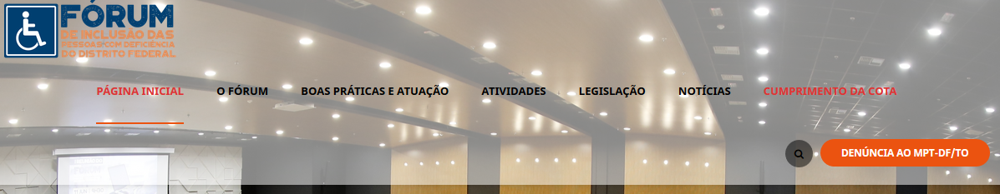 FÓRUM
DE INCLUSÃO DAS
PESSOAS COM DEFICIÊNCIA
DO DISTRITO FEDERAL
PÁGINA INICIAL O FÓRUM BOAS PRÁTICAS E ATUAÇÃO ATIVIDADES LEGISLAÇÃO NOTÍCIAS CUMPRIMENTO DA COTA
DENÚNCIA AO MPT-DF/TO